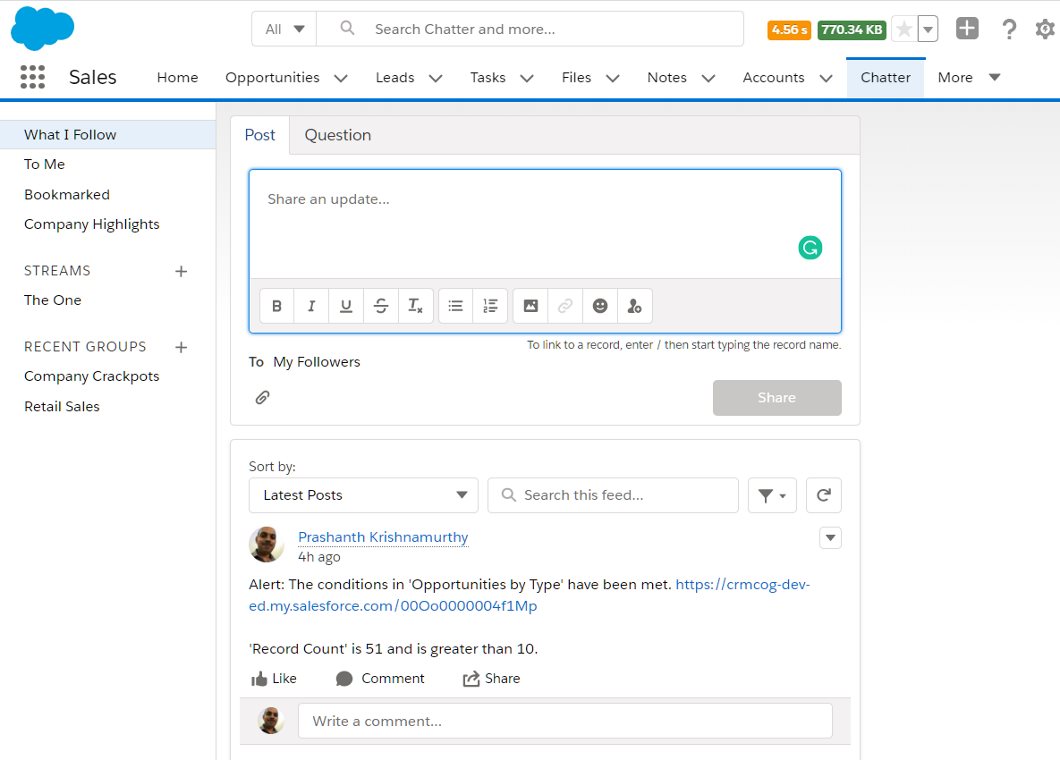 All Search Chatter and more... 4.56 s 770.34 KB
Sales Home Opportunities Leads Tasks Files Notes Accounts Chatter More
What I Follow
To Me
Bookmarked
Company Highlights
STREAMS
The One
RECENT GROUPS
Company Crackpots
Retail Sales
Post Question
Share an update...
B I U S Tx
To link to a record, enter / then start typing the record name.
To My Followers
Share
Sort by:
Latest Posts Search this feed...
Prashanth Krishnamurthy
4h ago
Alert: The conditions in 'Opportunities by Type' have been met. https://crmcog-dev-
ed.my.salesforce.com/00Oo0000004f1Mp
'Record Count' is 51 and is greater than 10.
Like Comment Share
Write a comment...